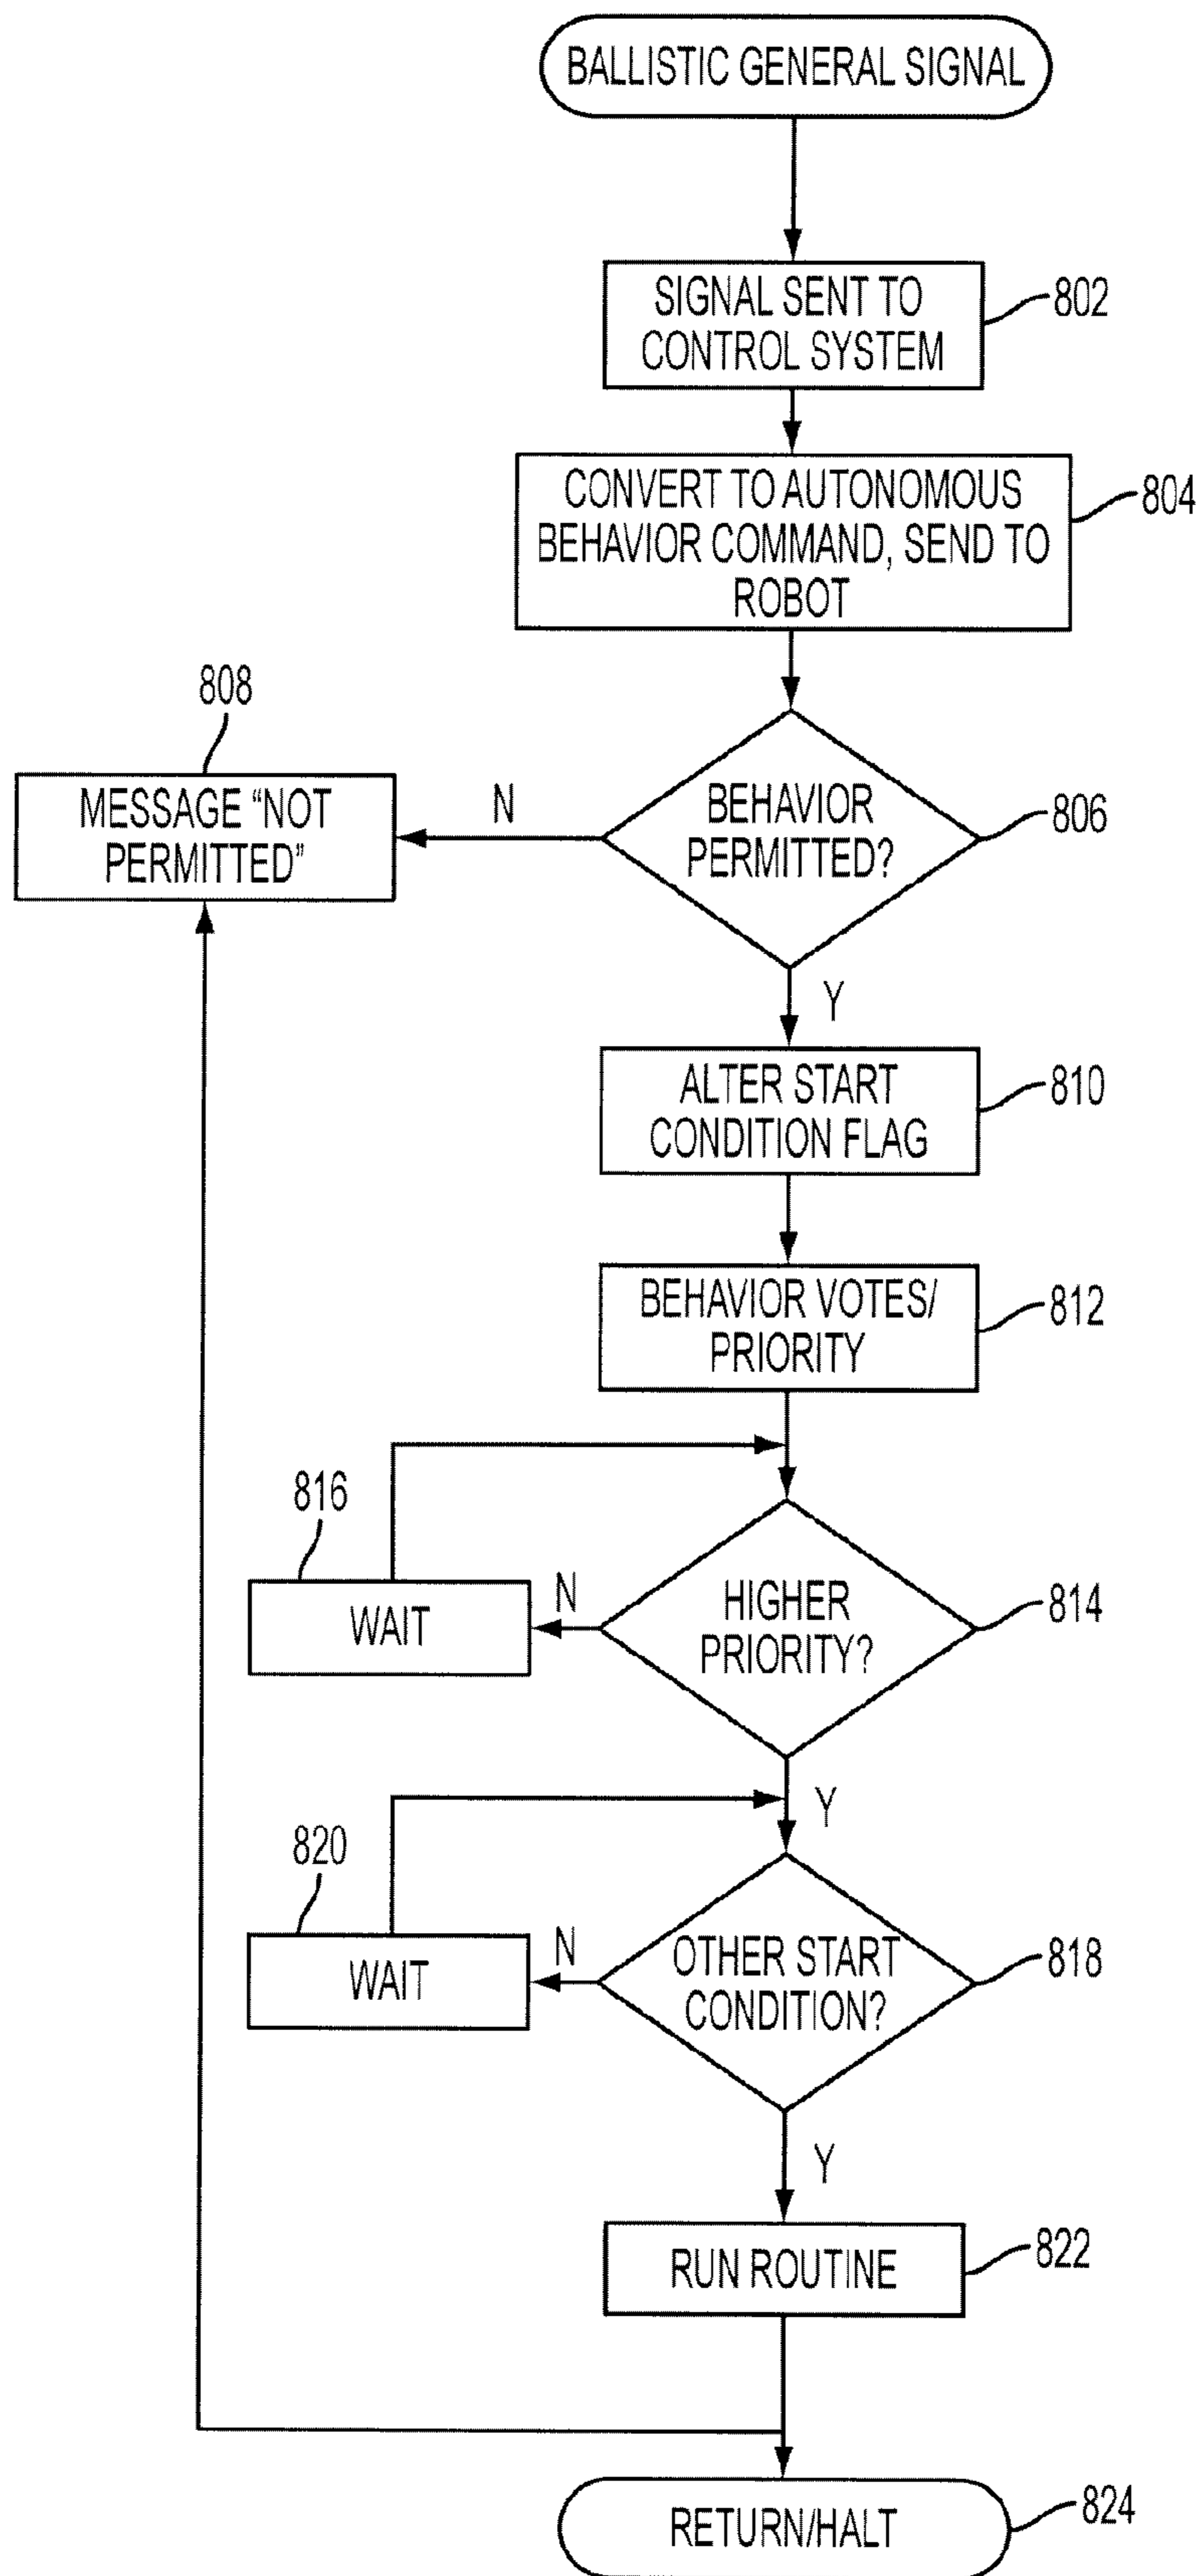 BALLISTIC GENERAL SIGNAL
SIGNAL SENT TO
CONTROL SYSTEM
802
CONVERT TO AUTONOMOUS
BEHAVIOR COMMAND, SEND TO
ROBOT
804
808
MESSAGE “NOT
PERMITTED”
N
BEHAVIOR
PERMITTED?
806
Y
ALTER START
CONDITION FLAG
810
BEHAVIOR VOTES/
PRIORITY
812
816
WAIT
N
HIGHER
PRIORITY?
814
Y
820
WAIT
N
OTHER START
CONDITION?
818
Y
RUN ROUTINE
822
RETURN/HALT
824